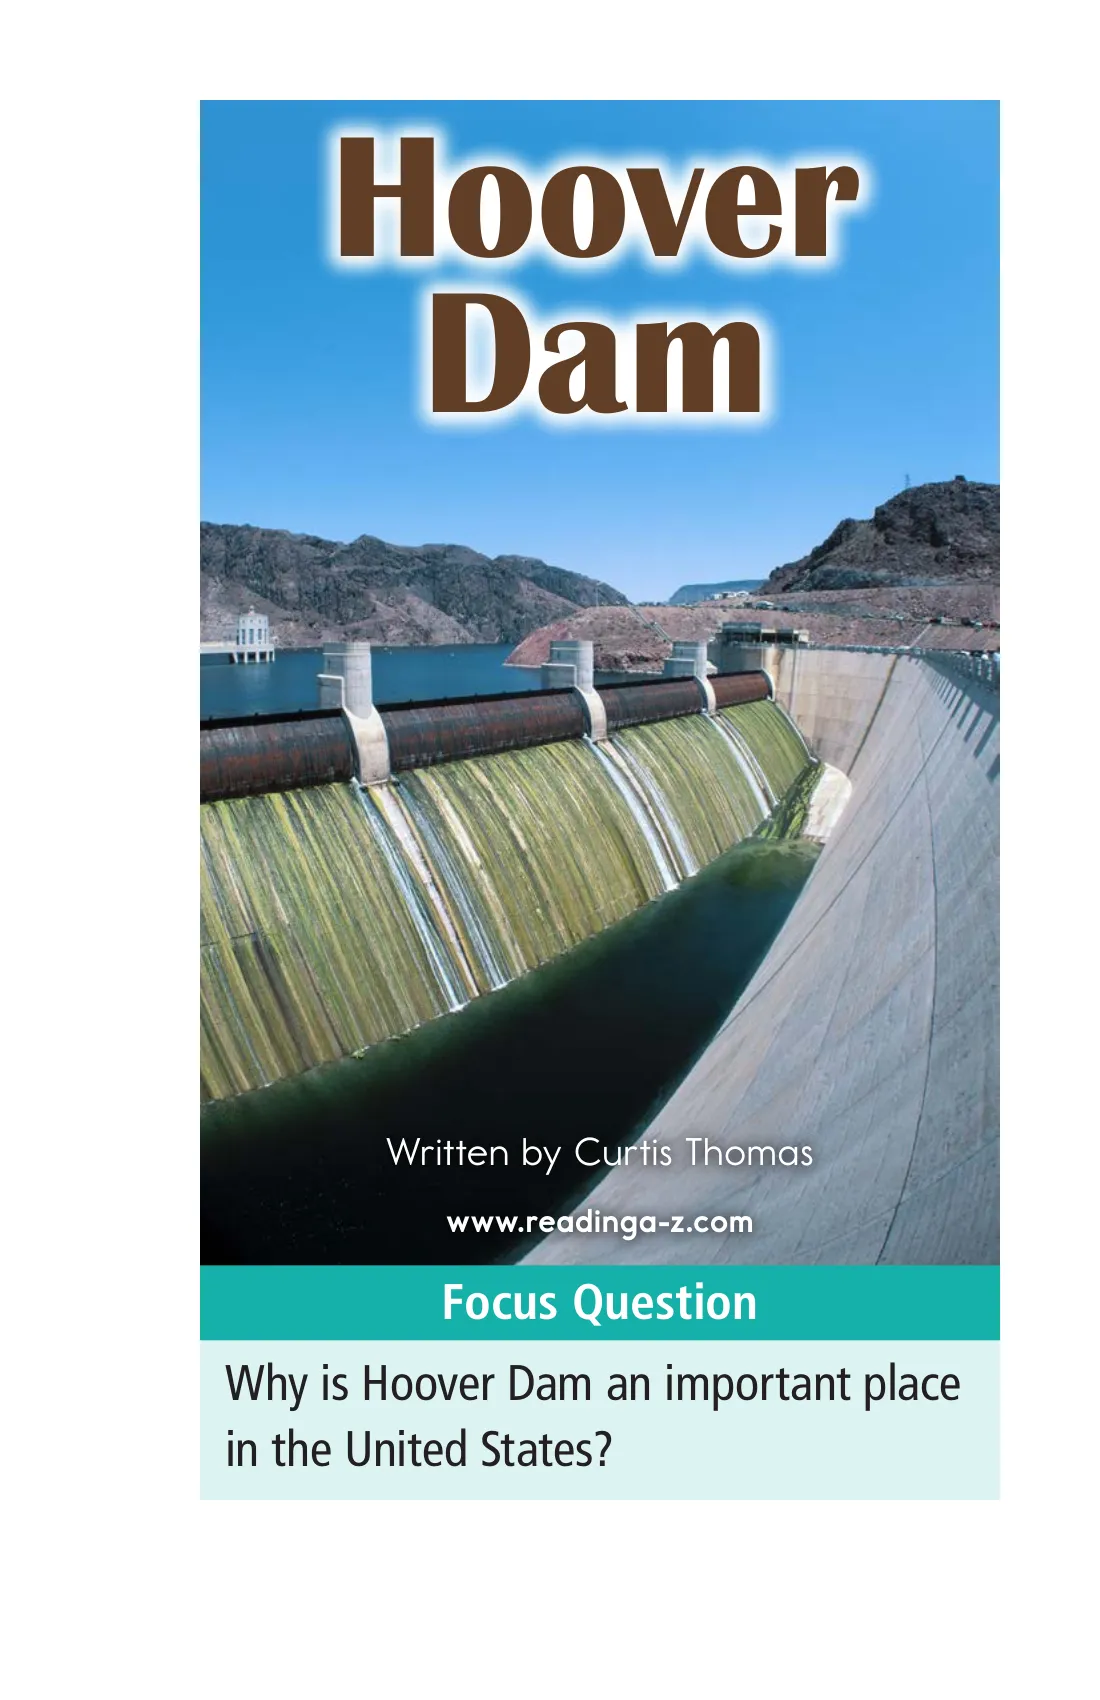 Hoover
Dam
Written by Curtis Thomas
www.readinga-z.com
Focus Question
Why is Hoover Dam an important place
in the United States?